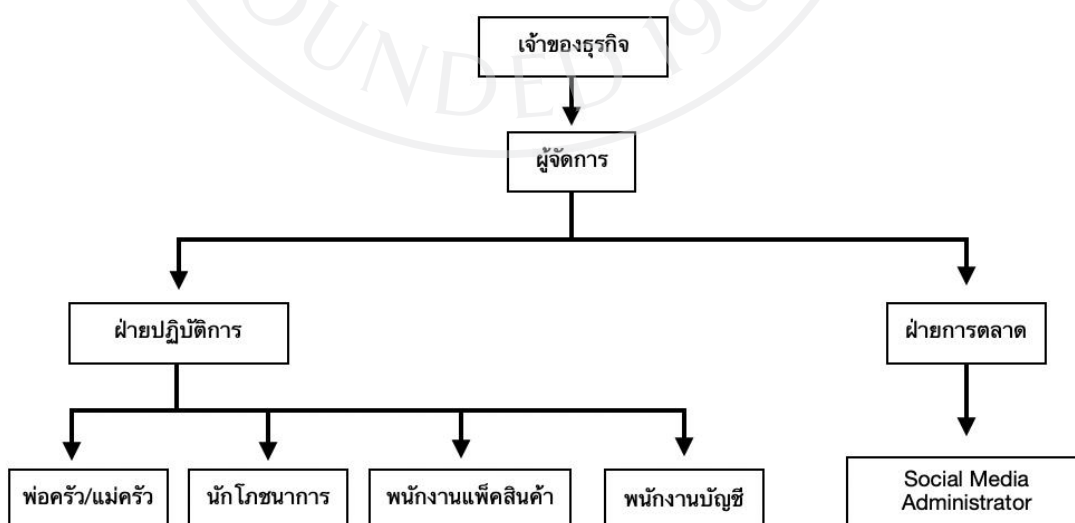 FOUNDED 19
เจ้าของธุรกิจ
ผู้จัดการ
ฝ่ายปฏิบัติการ
ฝ่ายการตลาด
พ่อครัว/แม่ครัว
นักโภชนาการ
พนักงานแพ็คสินค้า
พนักงานบัญชี
Social Media
Administrator